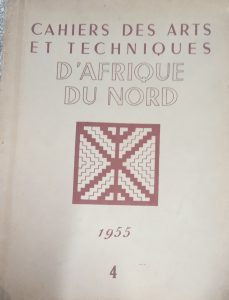 CAHIERS DES ARTS
ET TECHNIQUES
D'AFRIQUE
DU NORD
1955
4